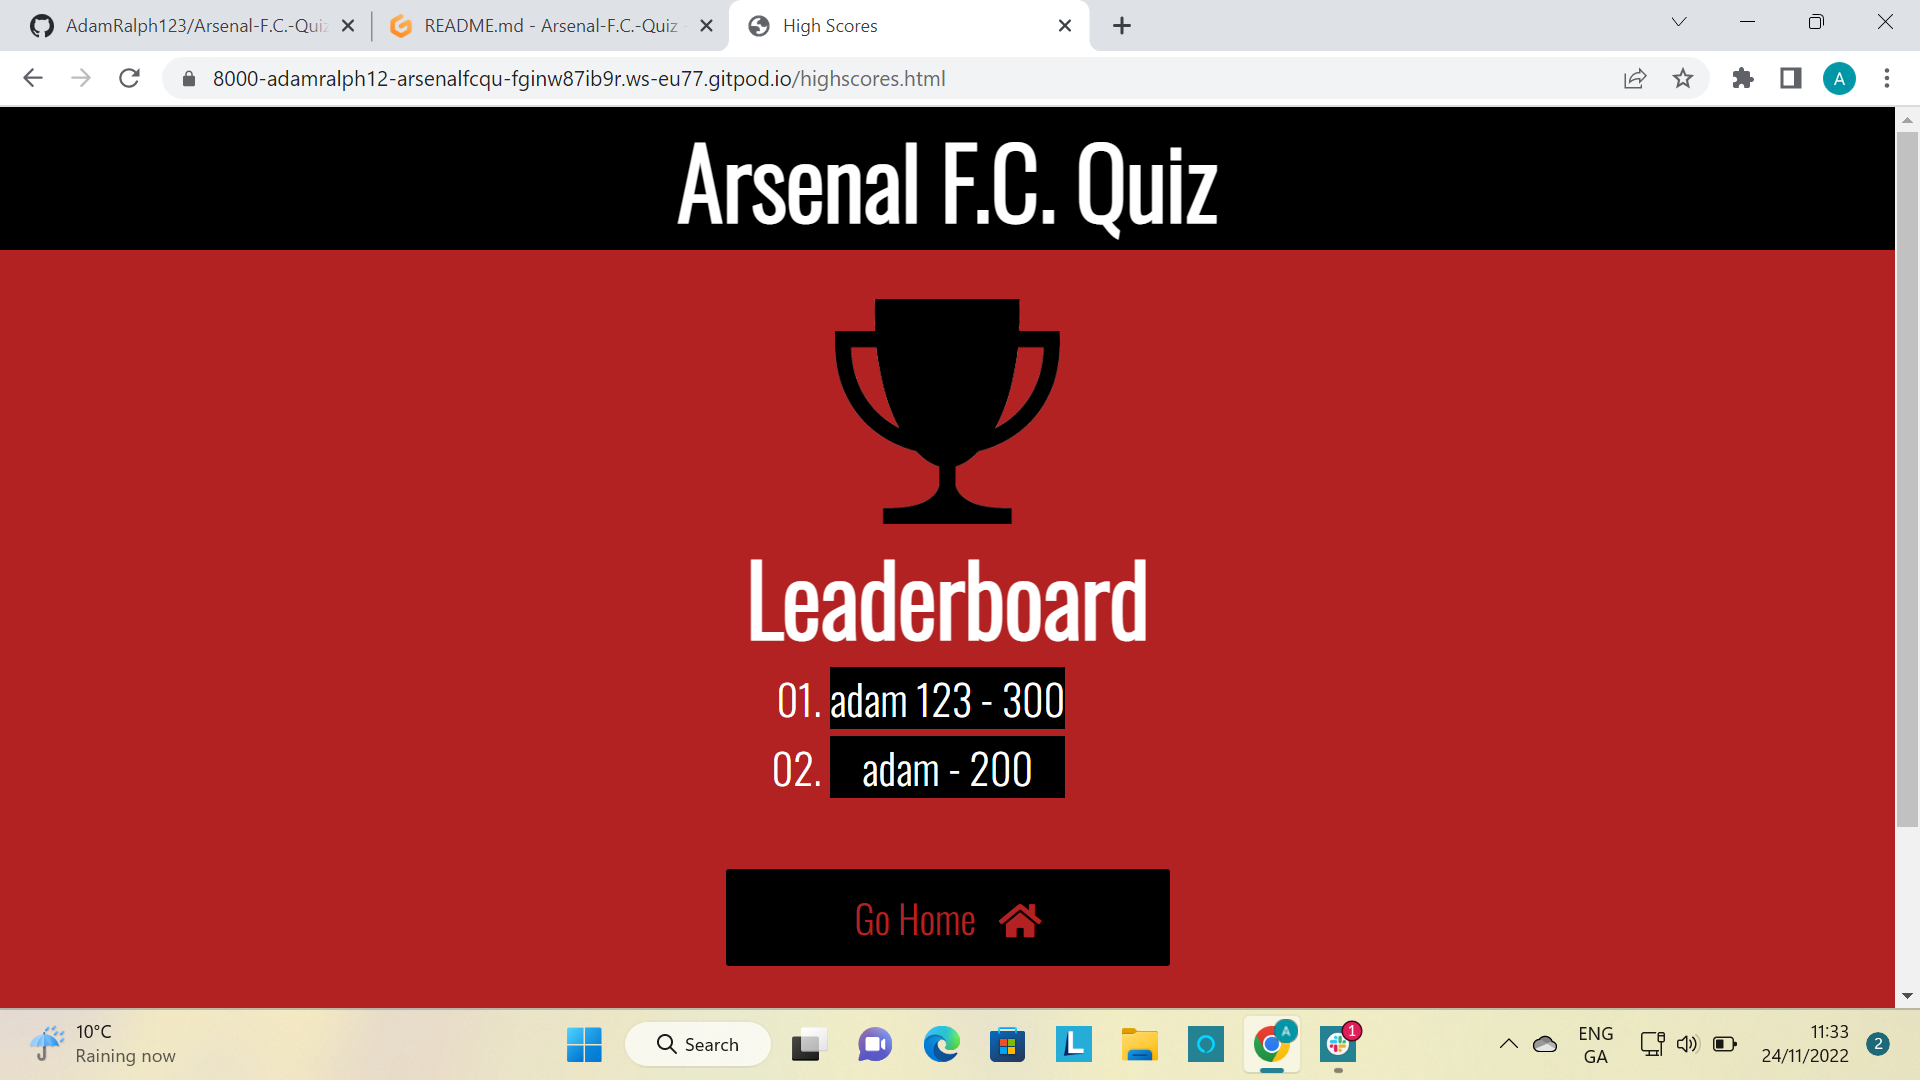 AdamRalph123/Arsenal-F.C.-Quiz
README.md - Arsenal-F.C.-Quiz -
High Scores
8000-adamralph12-arsenalfcqu-fginw87ib9r.ws-eu77.gitpod.io/highscores.html
A
Arsenal F.C. Quiz
Leaderboard
01. adam 123 - 300
02. adam - 200
Go Home
10°C
Raining now
Search
L
A
1
ENG
GA
11:33
24/11/2022
2